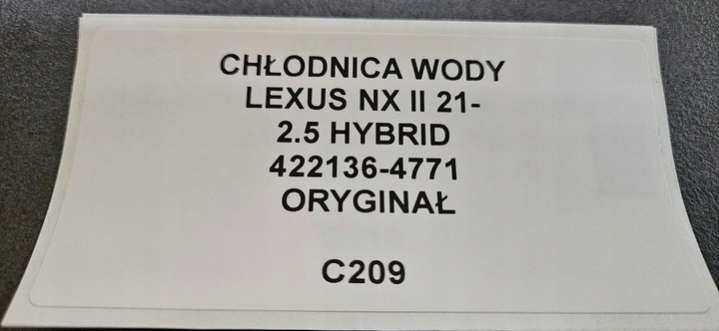 CHŁODNICA WODY
LEXUS NX II 21-
2.5 HYBRID
422136-4771
ORYGINAŁ
C209